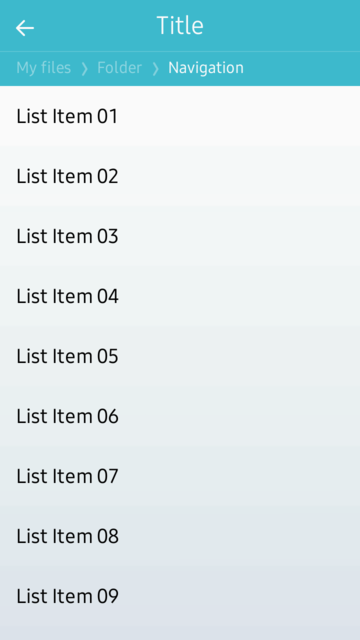 Title
My files ❯ Folder ❯ Navigation
List Item 01
List Item 02
List Item 03
List Item 04
List Item 05
List Item 06
List Item 07
List Item 08
List Item 09